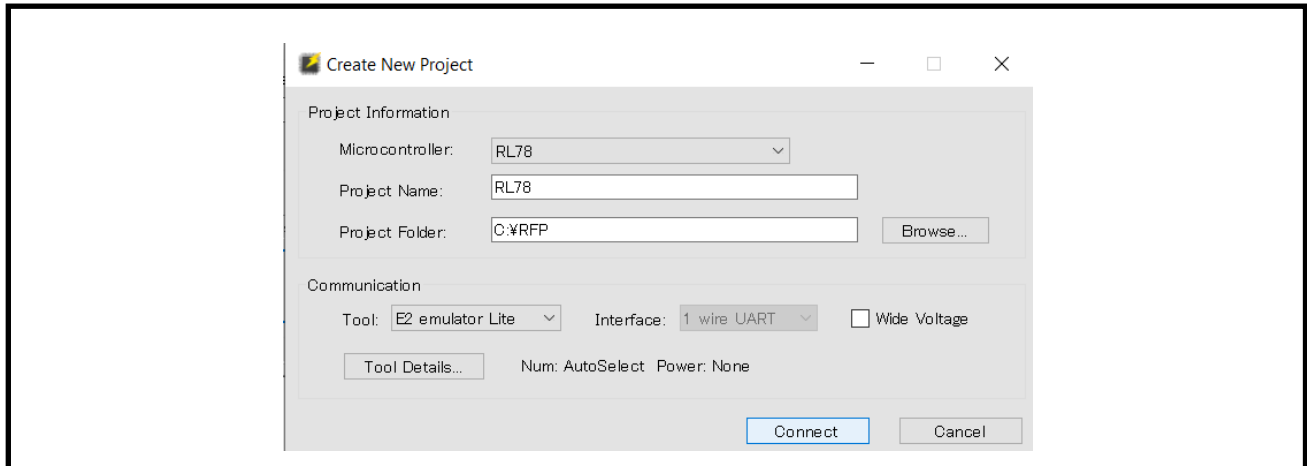 Create New Project
Project Information
Microcontroller: RL78
Project Name: RL78
Project Folder: C:¥RFP Browse...
Communication
Tool: E2 emulator Lite Interface: 1 wire UART Wide Voltage
Tool Details... Num: AutoSelect Power: None
Connect Cancel